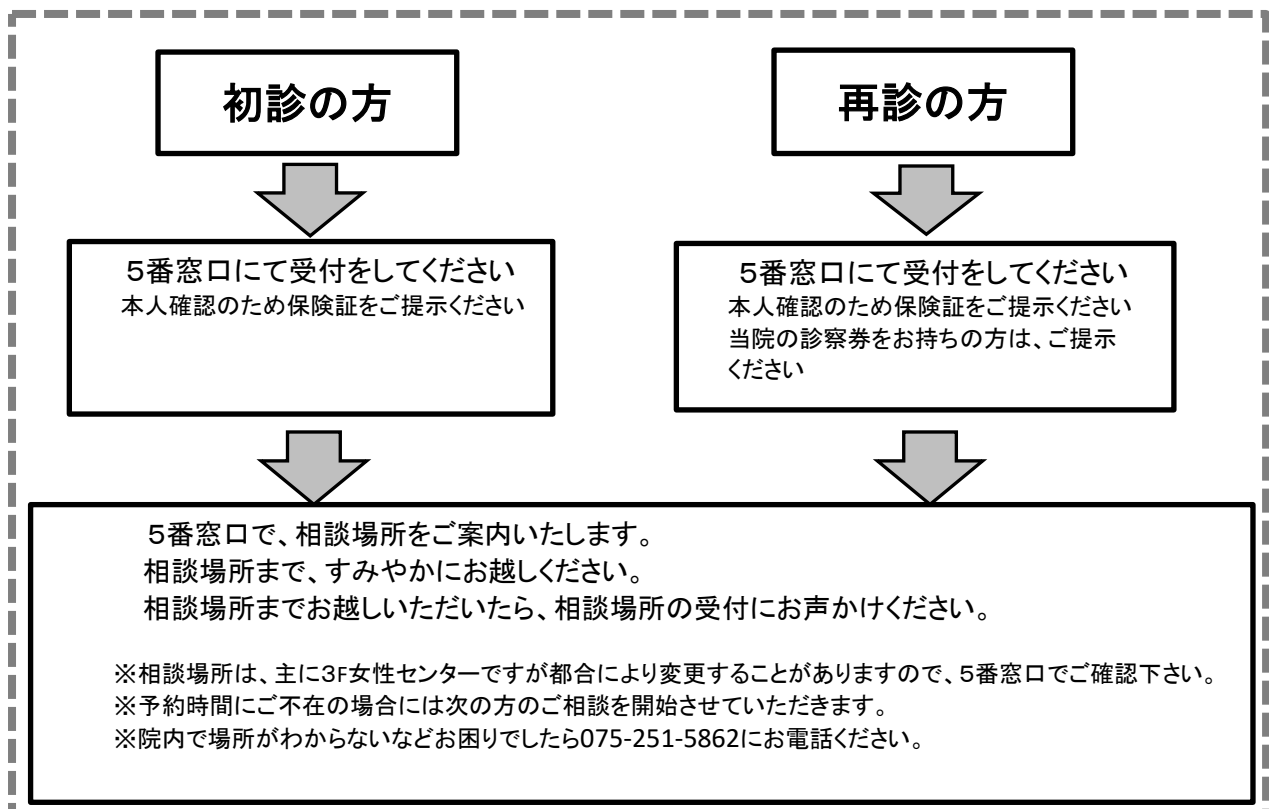 初診の方
再診の方
５番窓口にて受付をしてください
本人確認のため保険証をご提示ください
５番窓口にて受付をしてください
本人確認のため保険証をご提示ください
当院の診察券をお持ちの方は、ご提示
ください
５番窓口で、相談場所をご案内いたします。
相談場所まで、すみやかにお越しください。
相談場所までお越しいただいたら、相談場所の受付にお声かけください。
※相談場所は、主に３F女性センターですが都合により変更することがありますので、５番窓口でご確認下さい。
※予約時間にご不在の場合には次の方のご相談を開始させていただきます。
※院内で場所がわからないなどお困りでしたら075-251-5862にお電話ください。